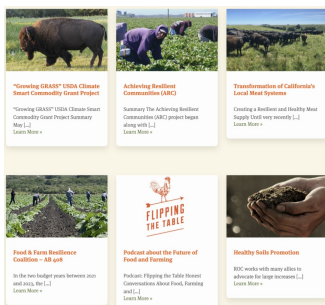 "Growing GRASS" USDA Climate
Smart Commodity Grant Project
"Growing GRASS" USDA Climate
Smart Commodity Grant Project Summary
May [...]
Learn More »
Achieving Resilient
Communities (ARC)
Summary The Achieving Resilient
Communities (ARC) project began
along with [...]
Learn More »
Transformation of California's
Local Meat Systems
Creating a Resilient and Healthy Meat
Supply Until very recently [...]
Learn More »
Food & Farm Resilience
Coalition – AB 408
In the two budget years between 2021
and 2023, the [...]
Learn More »
FLIPPING
THE TABLE
Podcast about the Future of
Food and Farming
Podcast: Flipping the Table Honest
Conversations About Food, Farming
and [...]
Learn More »
Healthy Soils Promotion
ROC works with many allies to
advocate for large increases [...]
Learn More »